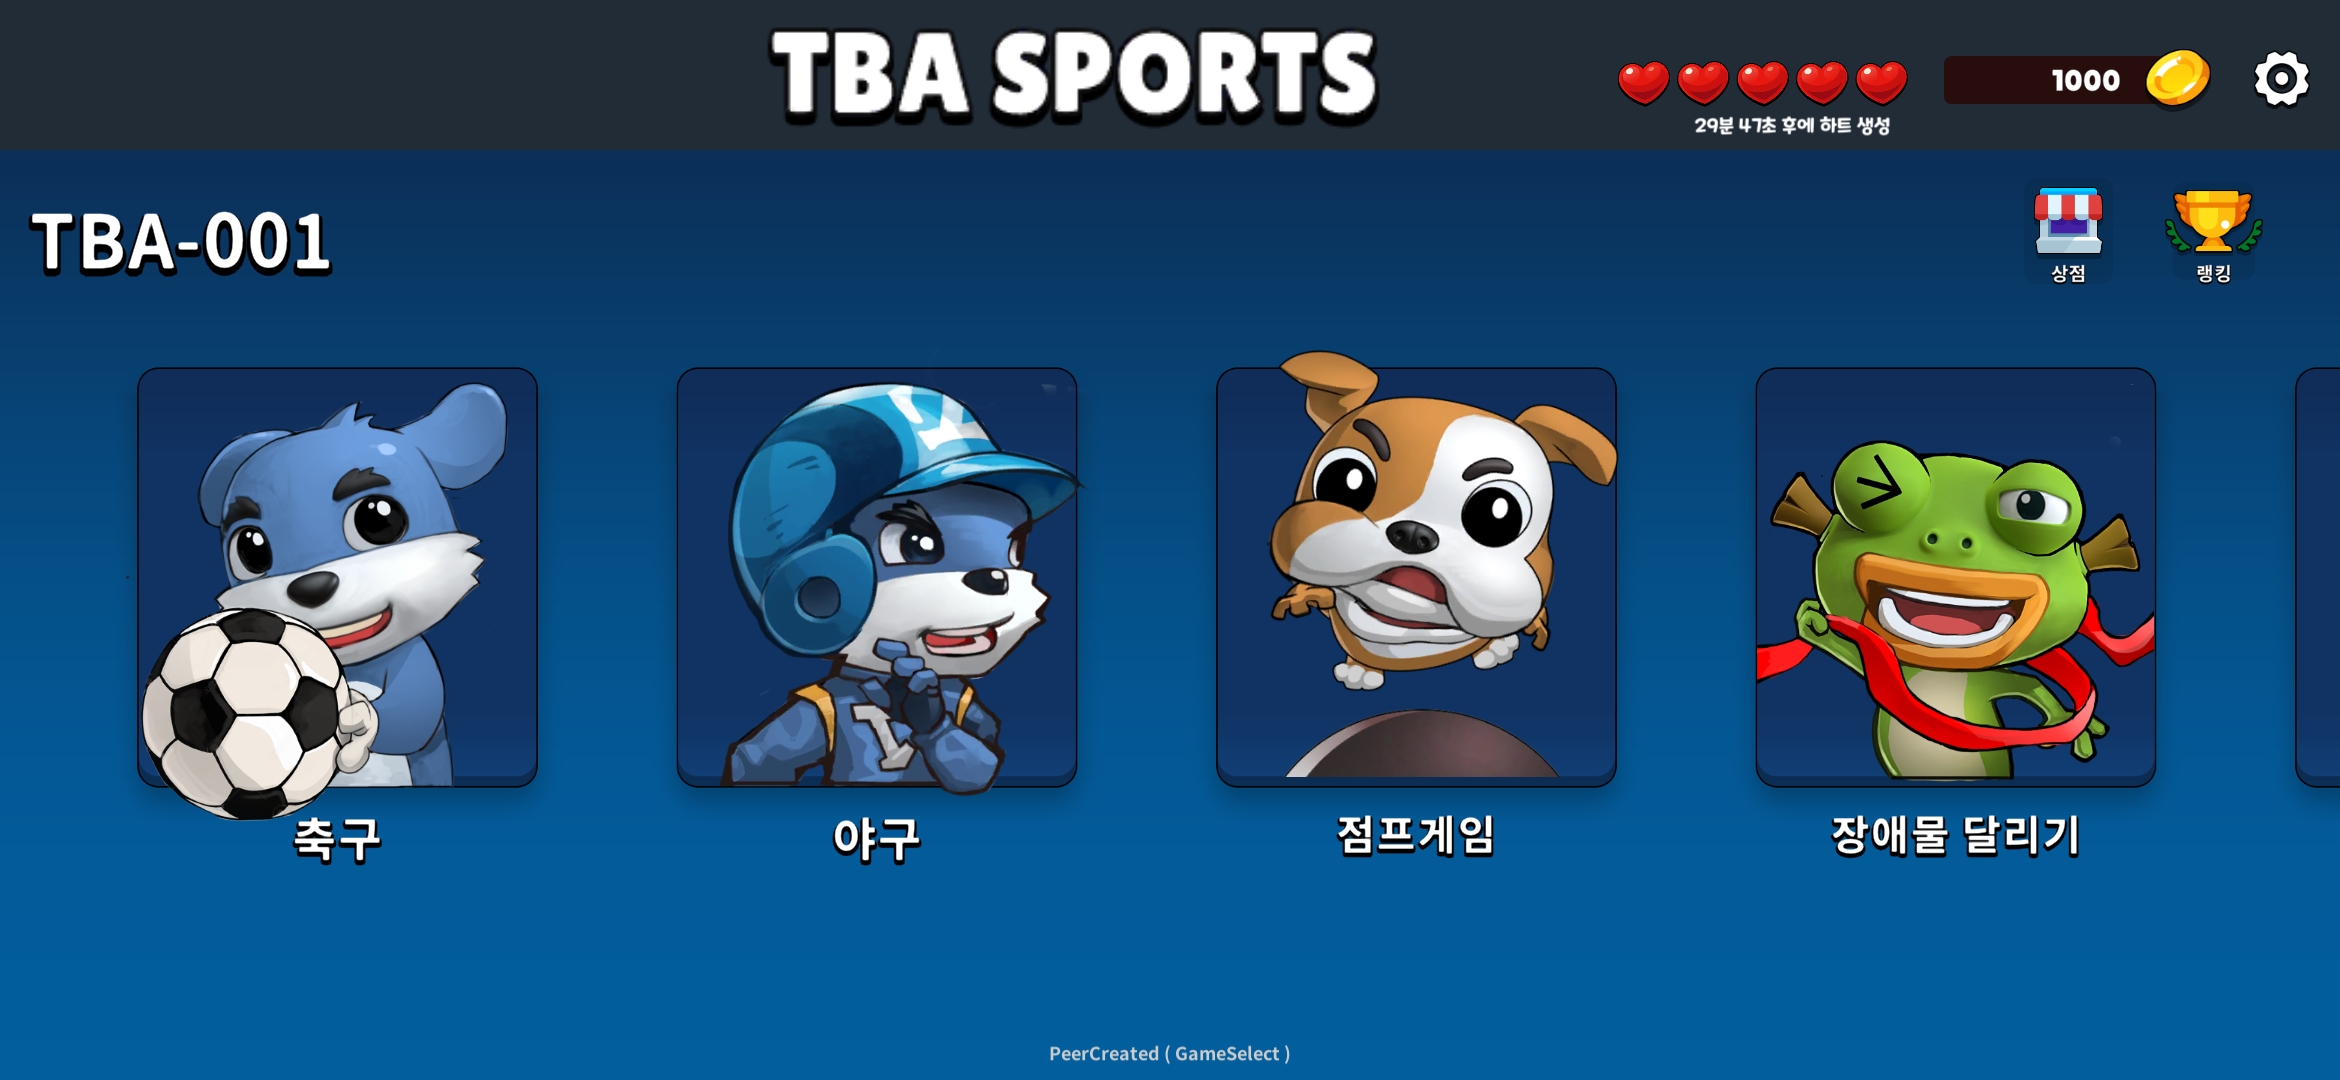 TBA SPORTS
1000
29분 47초 후에 하트 생성
TBA-001
상점
랭킹
축구
야구
점프게임
장애물 달리기
PeerCreated ( GameSelect )